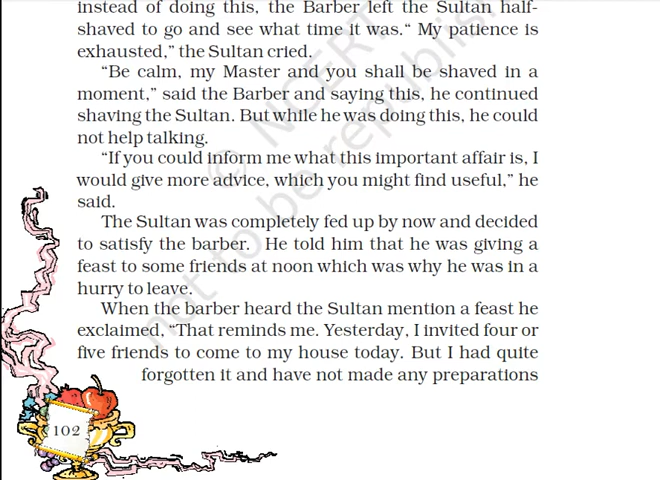 instead of doing this, the Barber left the Sultan half-
shaved to go and see what time it was.“ My patience is
exhausted,” the Sultan cried.
“Be calm, my Master and you shall be shaved in a
moment,” said the Barber and saying this, he continued
shaving the Sultan. But while he was doing this, he could
not help talking.
“If you could inform me what this important affair is, I
would give more advice, which you might find useful,” he
said.
The Sultan was completely fed up by now and decided
to satisfy the barber.  He told him that he was giving a
feast to some friends at noon which was why he was in a
hurry to leave.
When the barber heard the Sultan mention a feast he
exclaimed, “That reminds me. Yesterday, I invited four or
five friends to come to my house today. But I had quite
forgotten it and have not made any preparations
102
© NCERT
not to be republis